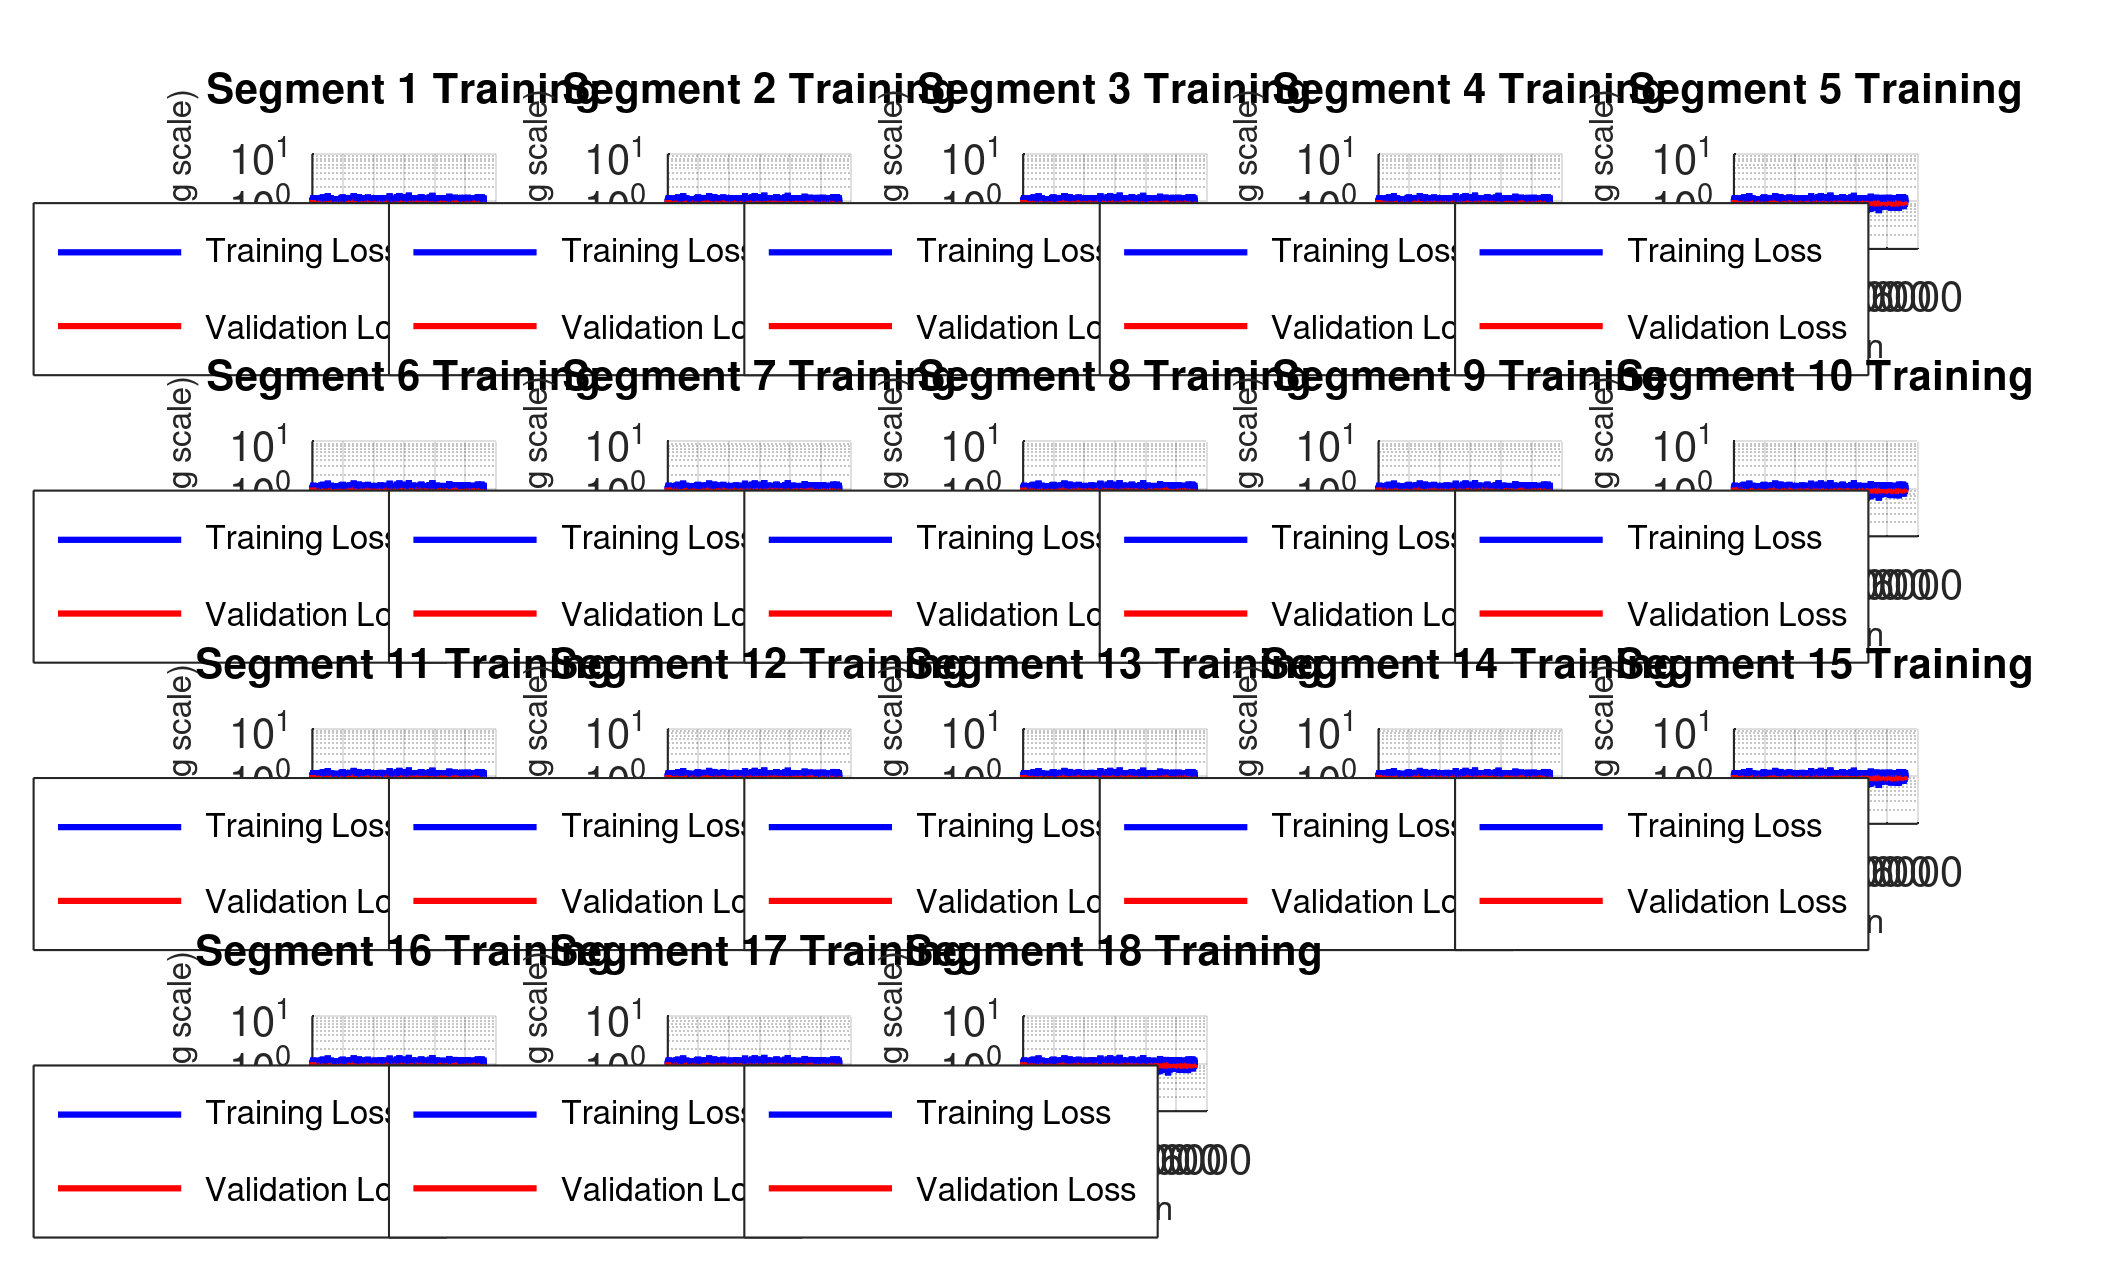 Segment 1 Training Segment 2 Training Segment 3 Training Segment 4 Training Segment 5 Training
g scale) g scale) g scale) g scale) g scale)
10^1 10^1 10^1 10^1 10^1
10^0 10^0 10^0 10^0 10^0
Training Loss Training Loss Training Loss Training Loss Training Loss
Validation Lo Validation Lo Validation Lo Validation Lo Validation Loss
n
Segment 6 Training Segment 7 Training Segment 8 Training Segment 9 Training Segment 10 Training
g scale) g scale) g scale) g scale) g scale)
10^1 10^1 10^1 10^1 10^1
10^0 10^0 10^0 10^0 10^0
Training Loss Training Loss Training Loss Training Loss Training Loss
Validation Lo Validation Lo Validation Lo Validation Lo Validation Loss
n
Segment 11 Training Segment 12 Training Segment 13 Training Segment 14 Training Segment 15 Training
g scale) g scale) g scale) g scale) g scale)
10^1 10^1 10^1 10^1 10^1
10^0 10^0 10^0 10^0 10^0
Training Loss Training Loss Training Loss Training Loss Training Loss
Validation Lo Validation Lo Validation Lo Validation Lo Validation Loss
n
Segment 16 Training Segment 17 Training Segment 18 Training
g scale) g scale) g scale)
10^1 10^1 10^1
10^0 10^0 10^0
Training Loss Training Loss Training Loss
Validation Lo Validation Lo Validation Loss
n